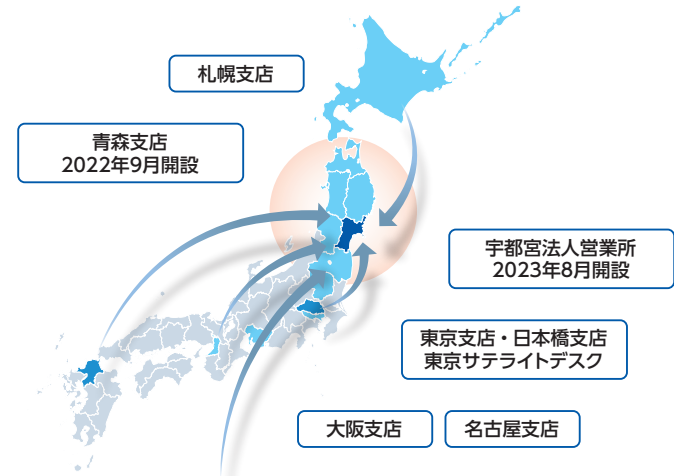 札幌支店
青森支店
2022年9月開設
宇都宮法人営業所
2023年8月開設
東京支店・日本橋支店
東京サテライトデスク
大阪支店
名古屋支店